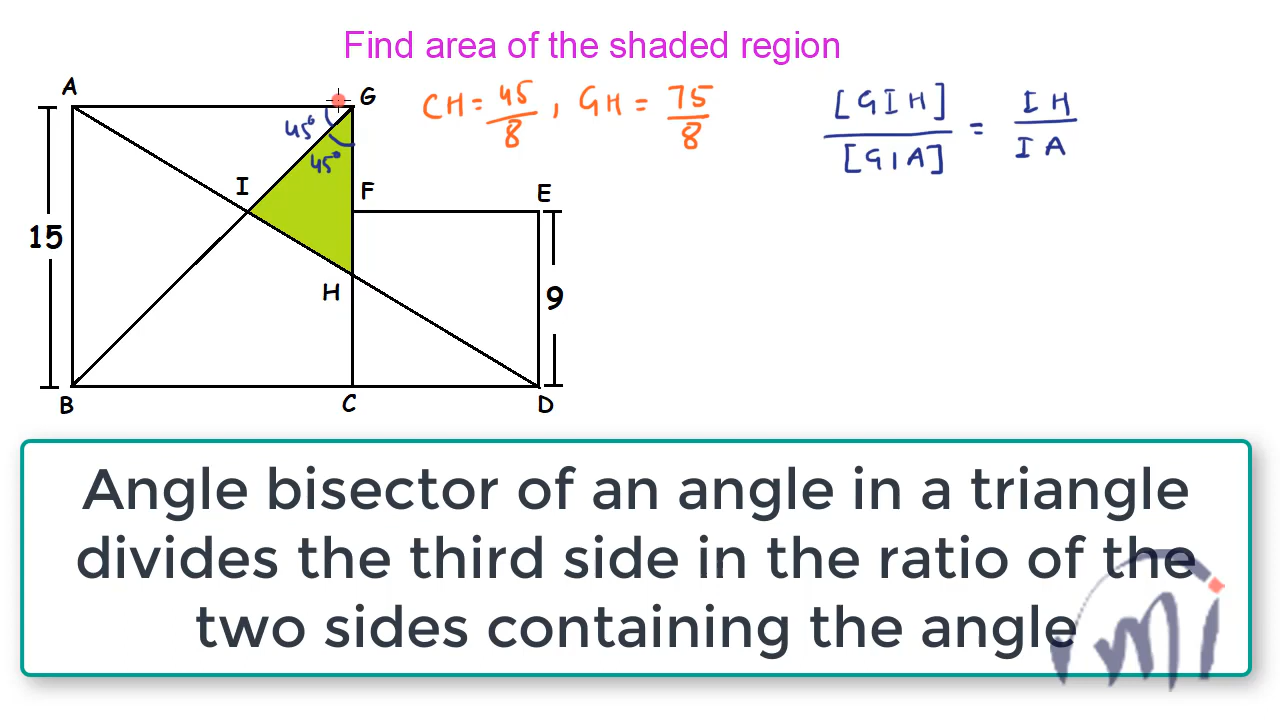 Find area of the shaded region
A
G
CH = 45/8 , GH = 75/8
[GIH]/[GIA] = IH/IA
45°
45°
I
F
E
15
H
9
B
C
D
Angle bisector of an angle in a triangle
divides the third side in the ratio of the
two sides containing the angle